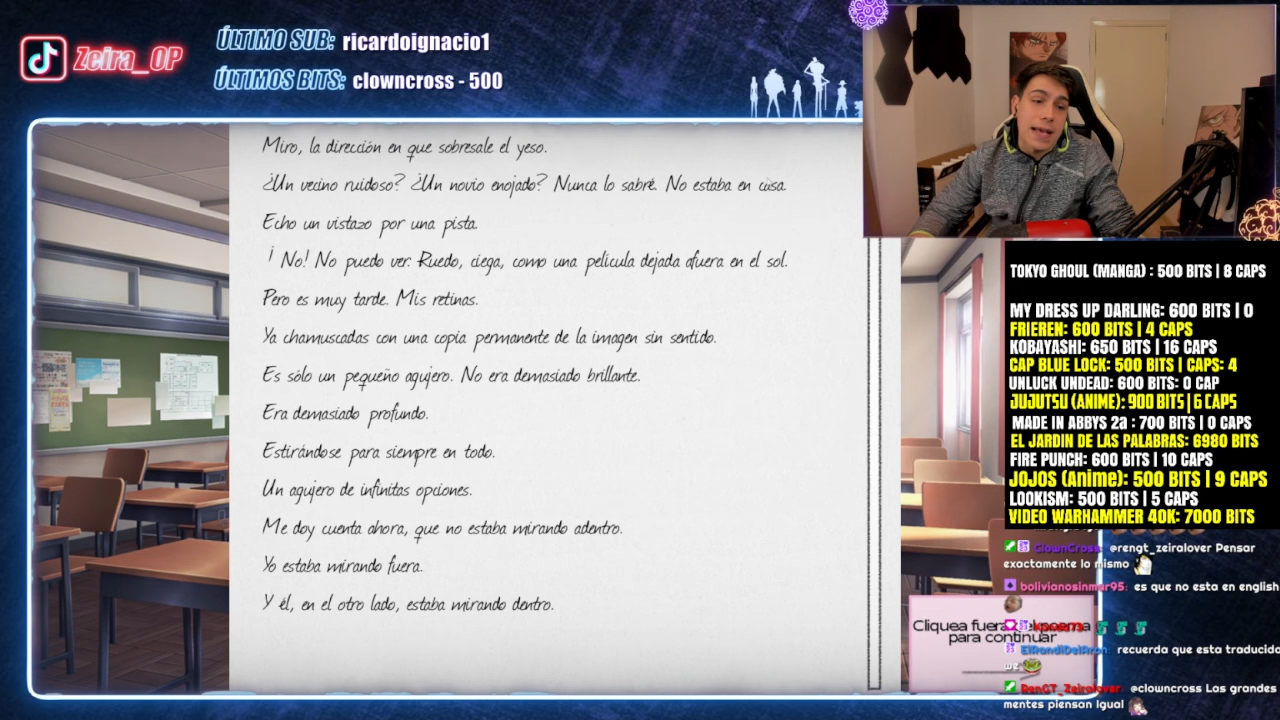 Zeira_OP
ÚLTIMO SUB: ricardoignacio1
ÚLTIMOS BITS: clowncross - 500
Miro, la dirección en que sobresale el yeso.
¿Un vecino ruidoso? ¿Un novio enojado? Nunca lo sabré. No estaba en casa.
Echo un vistazo por una pista.
¡ No! No puedo ver. Ruedo, ciega, como una película dejada afuera en el sol.
Pero es muy tarde. Mis retinas.
Ya chamuscadas con una copia permanente de la imagen sin sentido.
Es sólo un pequeño agujero. No era demasiado brillante.
Era demasiado profundo.
Estirándose para siempre en todo.
Un agujero de infinitas opciones.
Me doy cuenta ahora, que no estaba mirando adentro.
Yo estaba mirando fuera.
Y él, en el otro lado, estaba mirando dentro.
TOKYO GHOUL (MANGA) : 500 BITS | 8 CAPS
MY DRESS UP DARLING: 600 BITS | 0
FRIEREN: 600 BITS | 4 CAPS
KOBAYASHI: 650 BITS | 16 CAPS
CAP BLUE LOCK: 500 BITS | CAPS: 4
UNLUCK UNDEAD: 600 BITS: 0 CAP
JUJUTSU (ANIME): 900 BITS | 6 CAPS
MADE IN ABBYS 2a : 700 BITS | 0 CAPS
EL JARDIN DE LAS PALABRAS: 6980 BITS
FIRE PUNCH: 600 BITS | 10 CAPS
JOJOS (Anime): 500 BITS | 9 CAPS
LOOKISM: 500 BITS | 5 CAPS
VIDEO WARHAMMER 40K: 7000 BITS
ClownCross: @rengt_zeiralover Pensar
exactamente lo mismo
bolivianosinmar95: es que no esta en english
Cliquea fuera
para continuar
ElRandiDelAron: recuerda que esta traducido
we
RenGT_Zeiralover: @clowncross Las grandes
mentes piensan igual